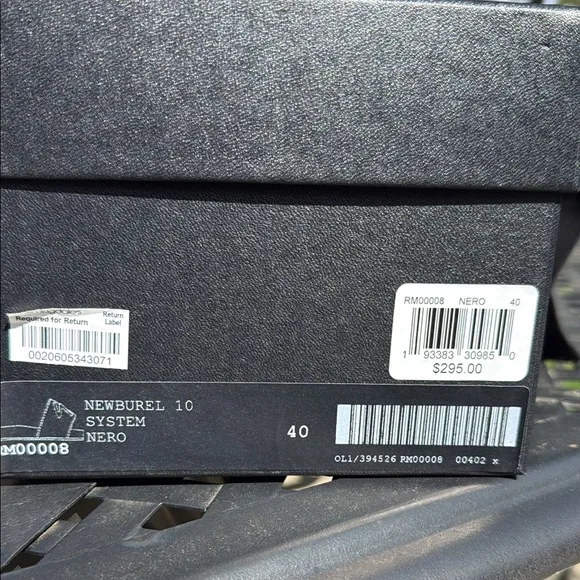 Required for Return
Return
Label
0020605343071
RM00008 NERO 40
1 93383 30985 0
$295.00
NEWBUREL 10
SYSTEM
NERO
40
RM00008
OL1/394526 RM00008 00402 x